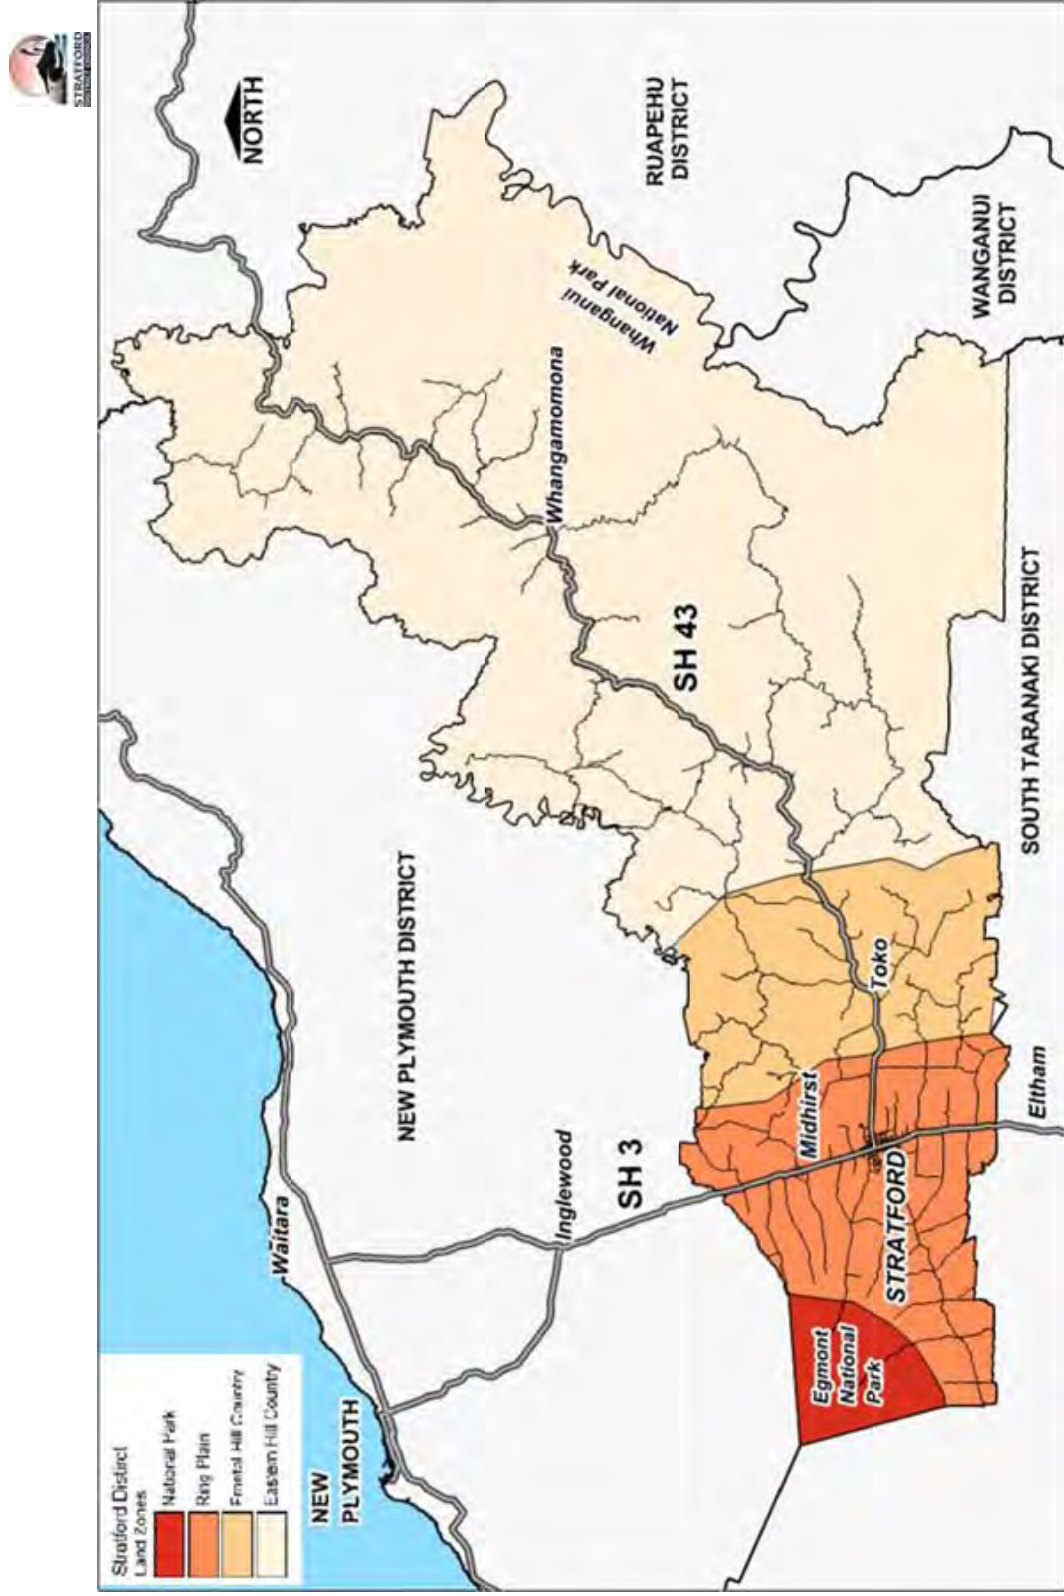 STRATFORD
NORTH
RUAPEHU
DISTRICT
WANGANUI
DISTRICT
Whanganui
National Park
Whangamomona
SH 43
SOUTH TARANAKI DISTRICT
NEW PLYMOUTH DISTRICT
Toko
Midhirst
Eltham
SH 3
Inglewood
STRATFORD
Waitara
Egmont
National
Park
NEW
PLYMOUTH
Stratford District
Land Zones
National Park
Ring Plain
Frontal Hill Country
Eastern Hill Country